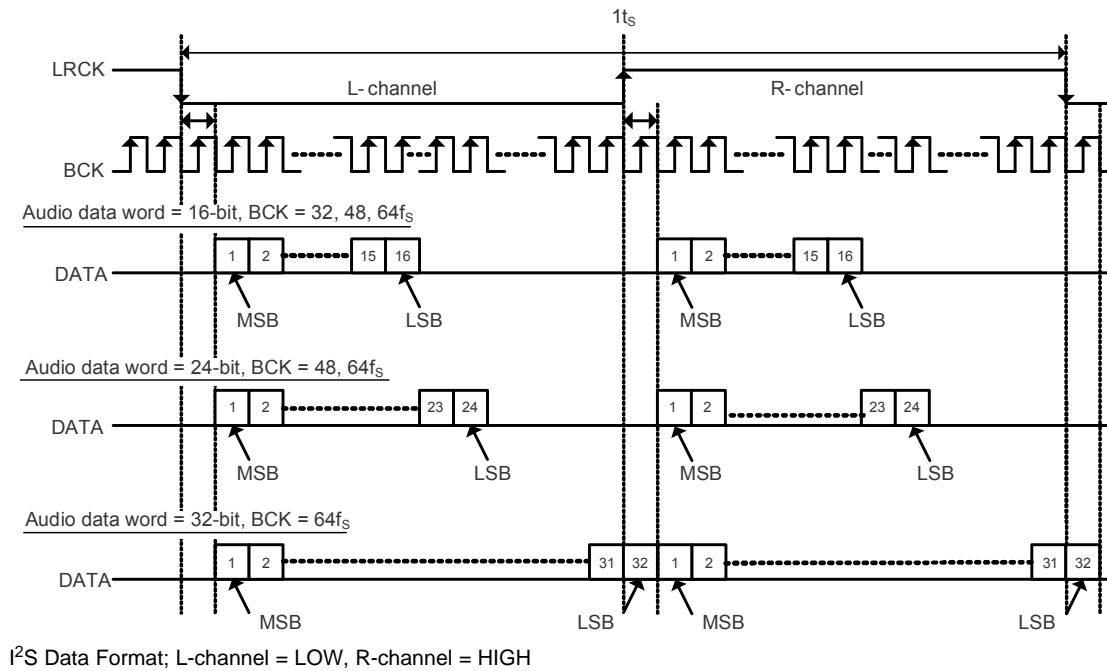 1tS
LRCK
L- channel
R- channel
BCK
Audio data word = 16-bit, BCK = 32, 48, 64fS
DATA
1 2 15 16
1 2 15 16
MSB
LSB
MSB
LSB
Audio data word = 24-bit, BCK = 48, 64fS
DATA
1 2 23 24
1 2 23 24
MSB
LSB
MSB
LSB
Audio data word = 32-bit, BCK = 64fS
DATA
1 2 31 32
1 2 31 32
MSB
LSB
MSB
LSB
I2S Data Format; L-channel = LOW, R-channel = HIGH